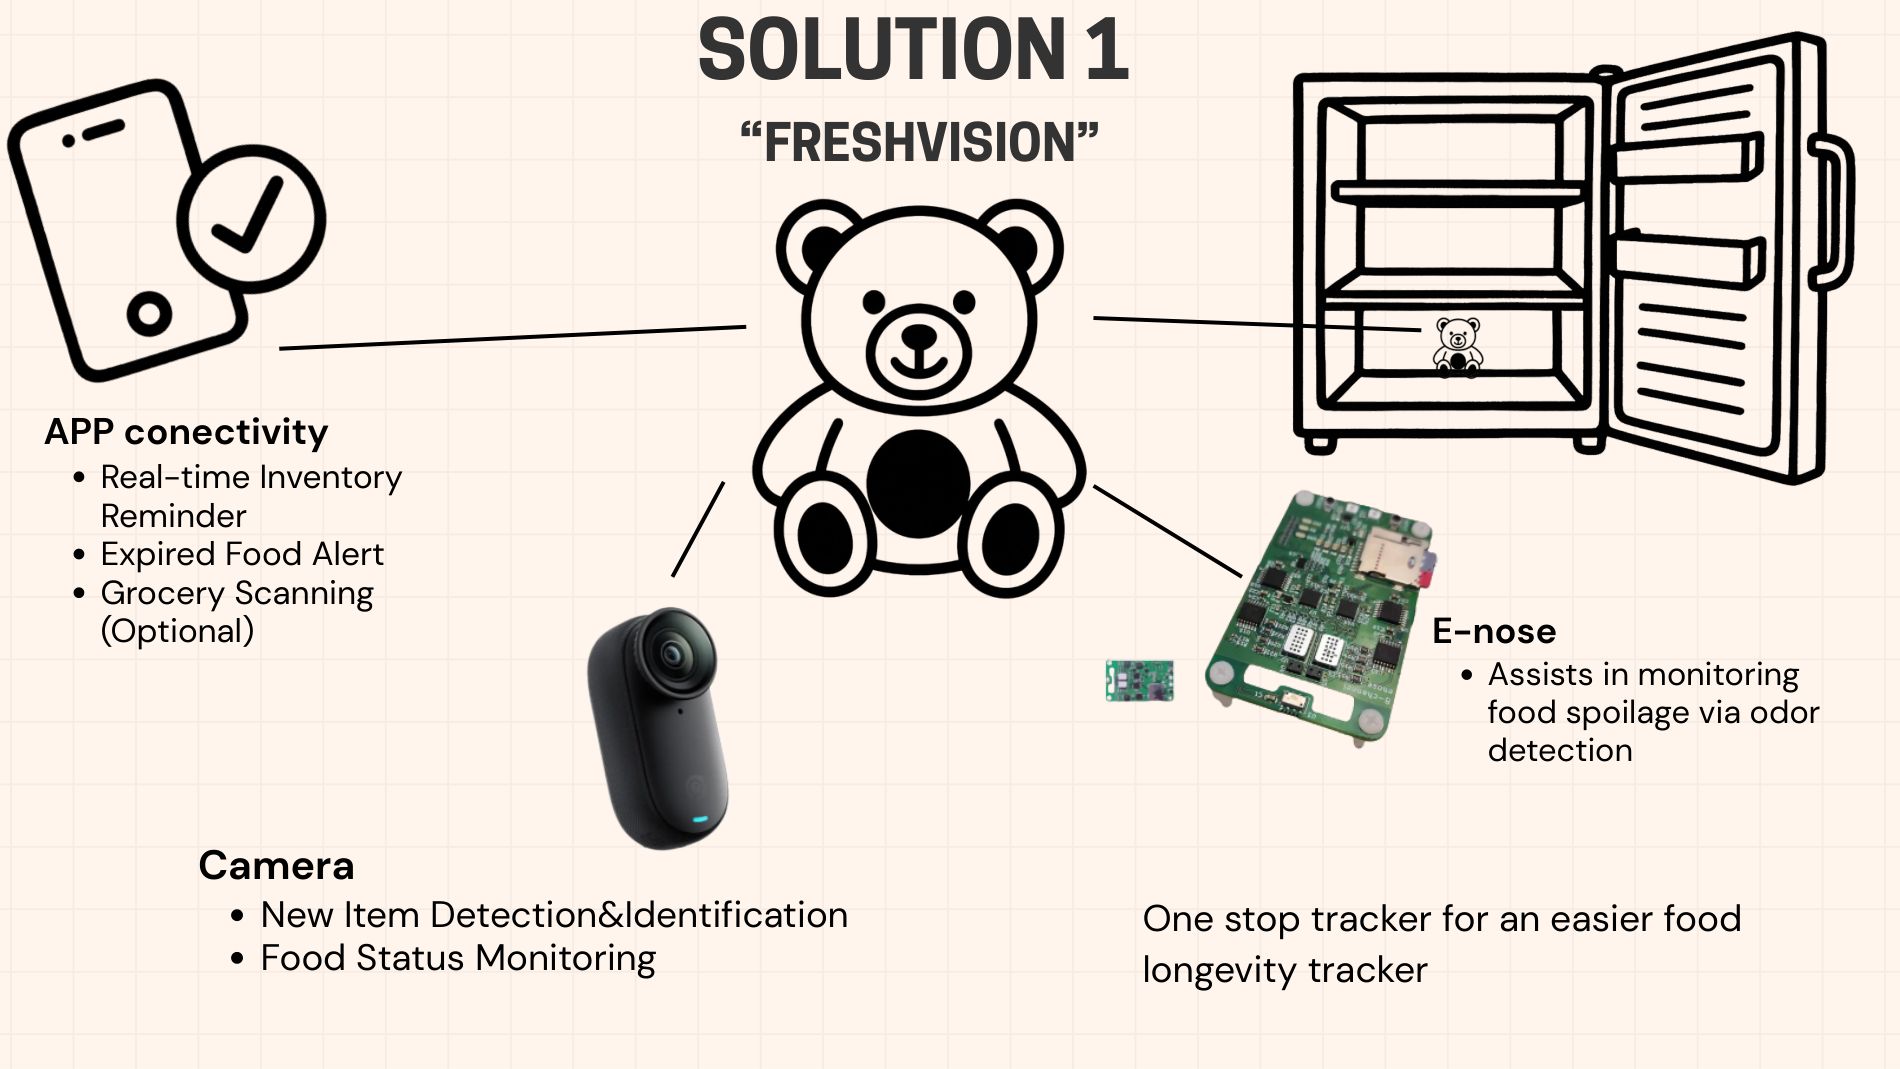 SOLUTION 1
“FRESHVISION”
APP conectivity
• Real-time Inventory
Reminder
• Expired Food Alert
• Grocery Scanning
(Optional)
E-nose
• Assists in monitoring
food spoilage via odor
detection
Camera
• New Item Detection&Identification
• Food Status Monitoring
One stop tracker for an easier food
longevity tracker